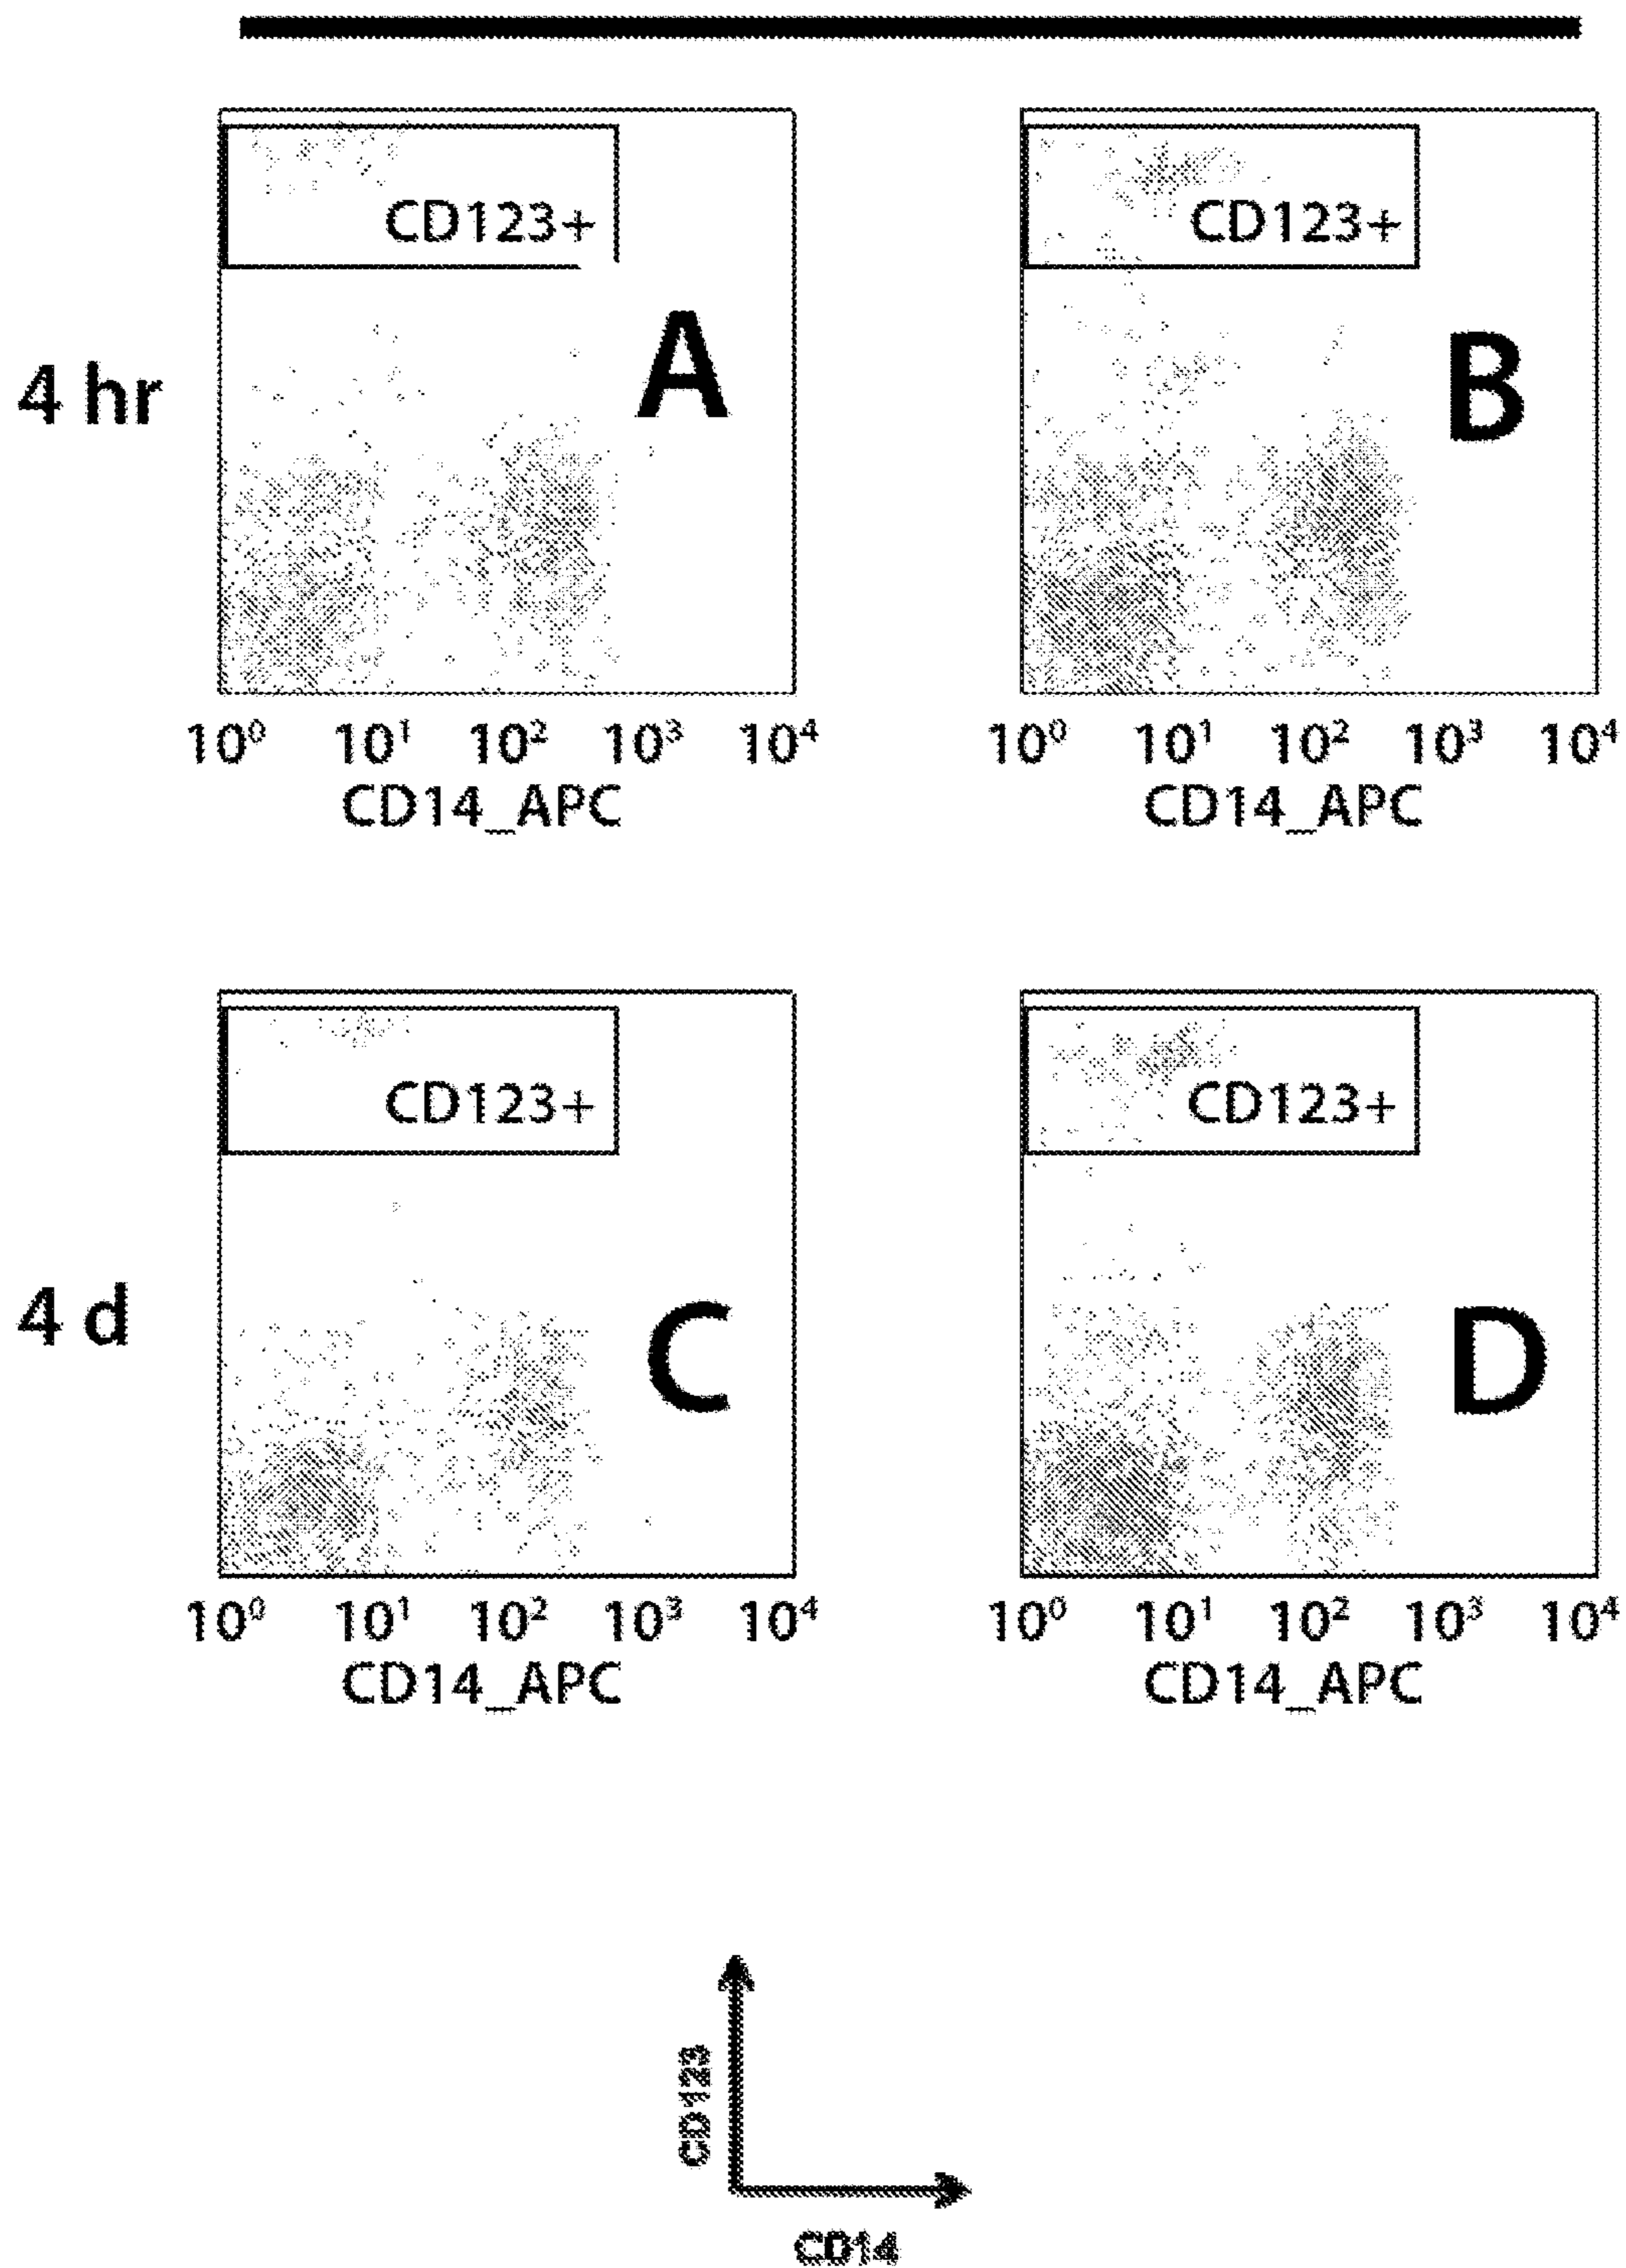 CD123+ CD123+
4 hr A B
10⁰ 10¹ 10² 10³ 10⁴ 10⁰ 10¹ 10² 10³ 10⁴
CD14_APC CD14_APC
CD123+ CD123+
4 d C D
10⁰ 10¹ 10² 10³ 10⁴ 10⁰ 10¹ 10² 10³ 10⁴
CD14_APC CD14_APC
CD123
CD14